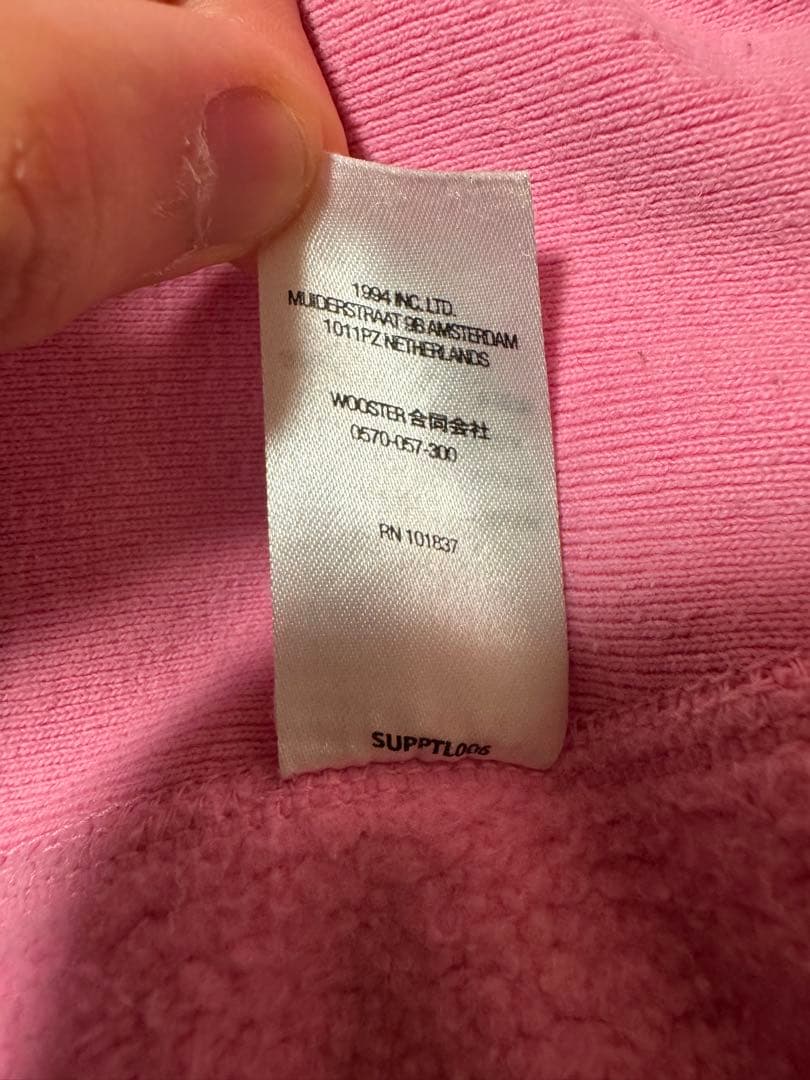 1994 INC. LTD.
MUIDERSTRAAT 9B AMSTERDAM
1011PZ NETHERLANDS
WOOSTER 合同会社
0570-057-300
RN 101837
SUPPTL006